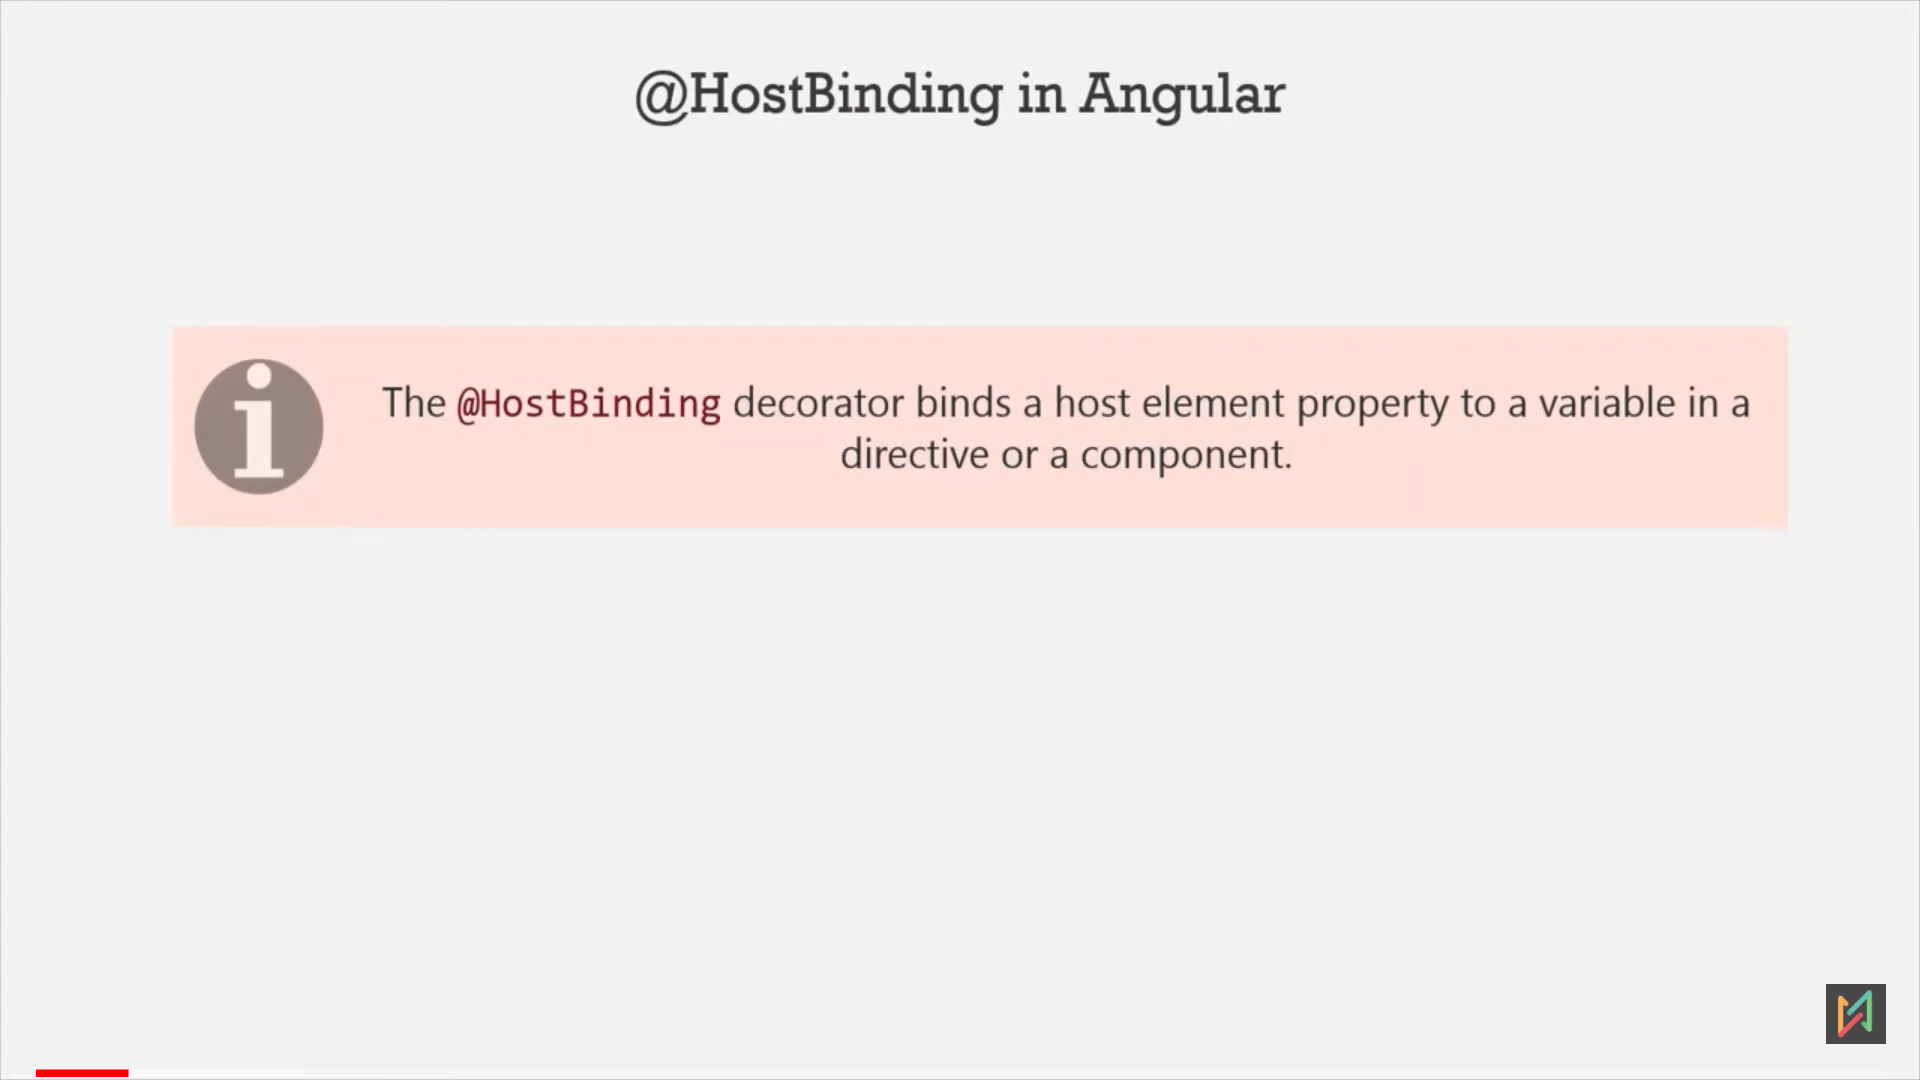 @HostBinding in Angular
The @HostBinding decorator binds a host element property to a variable in a
directive or a component.